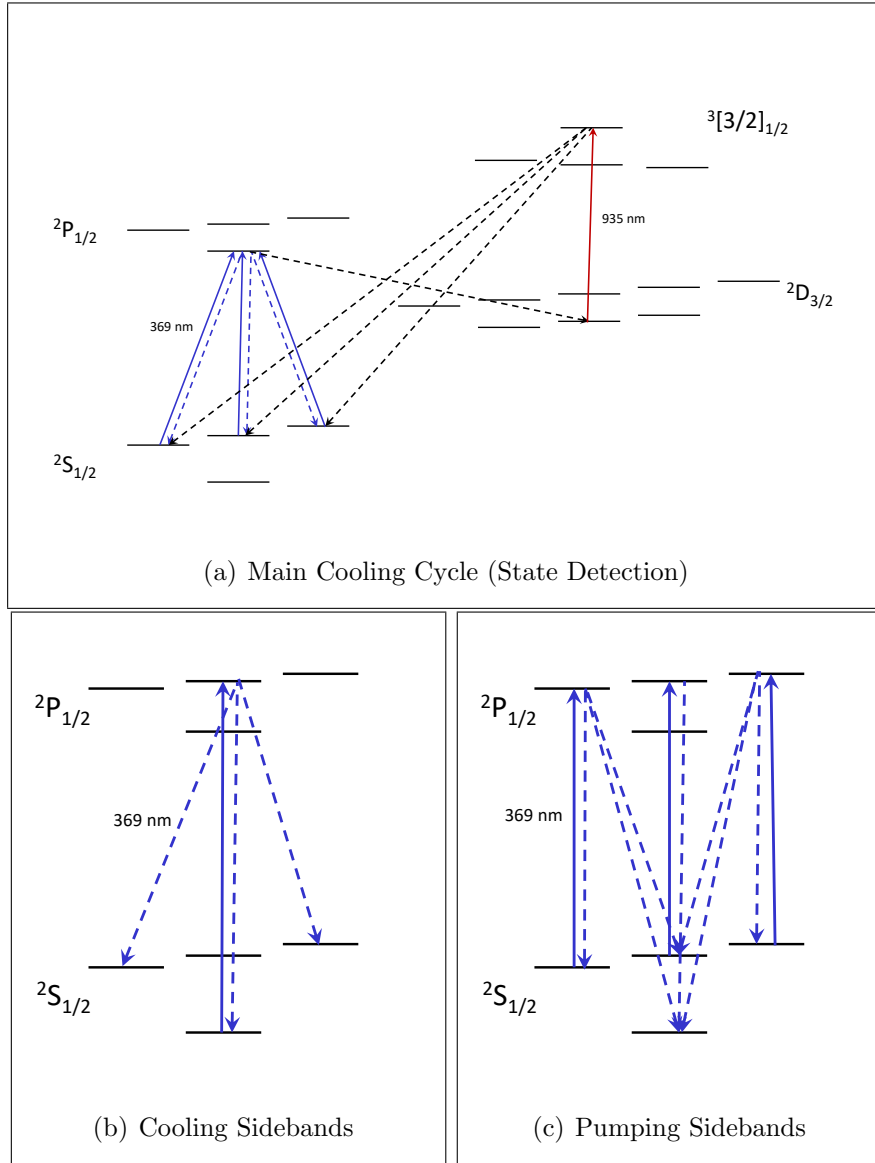 ³[3/2]₁/₂
²P₁/₂
935 nm
²D₃/₂
369 nm
²S₁/₂
(a) Main Cooling Cycle (State Detection)
²P₁/₂
369 nm
²S₁/₂
(b) Cooling Sidebands
²P₁/₂
369 nm
²S₁/₂
(c) Pumping Sidebands